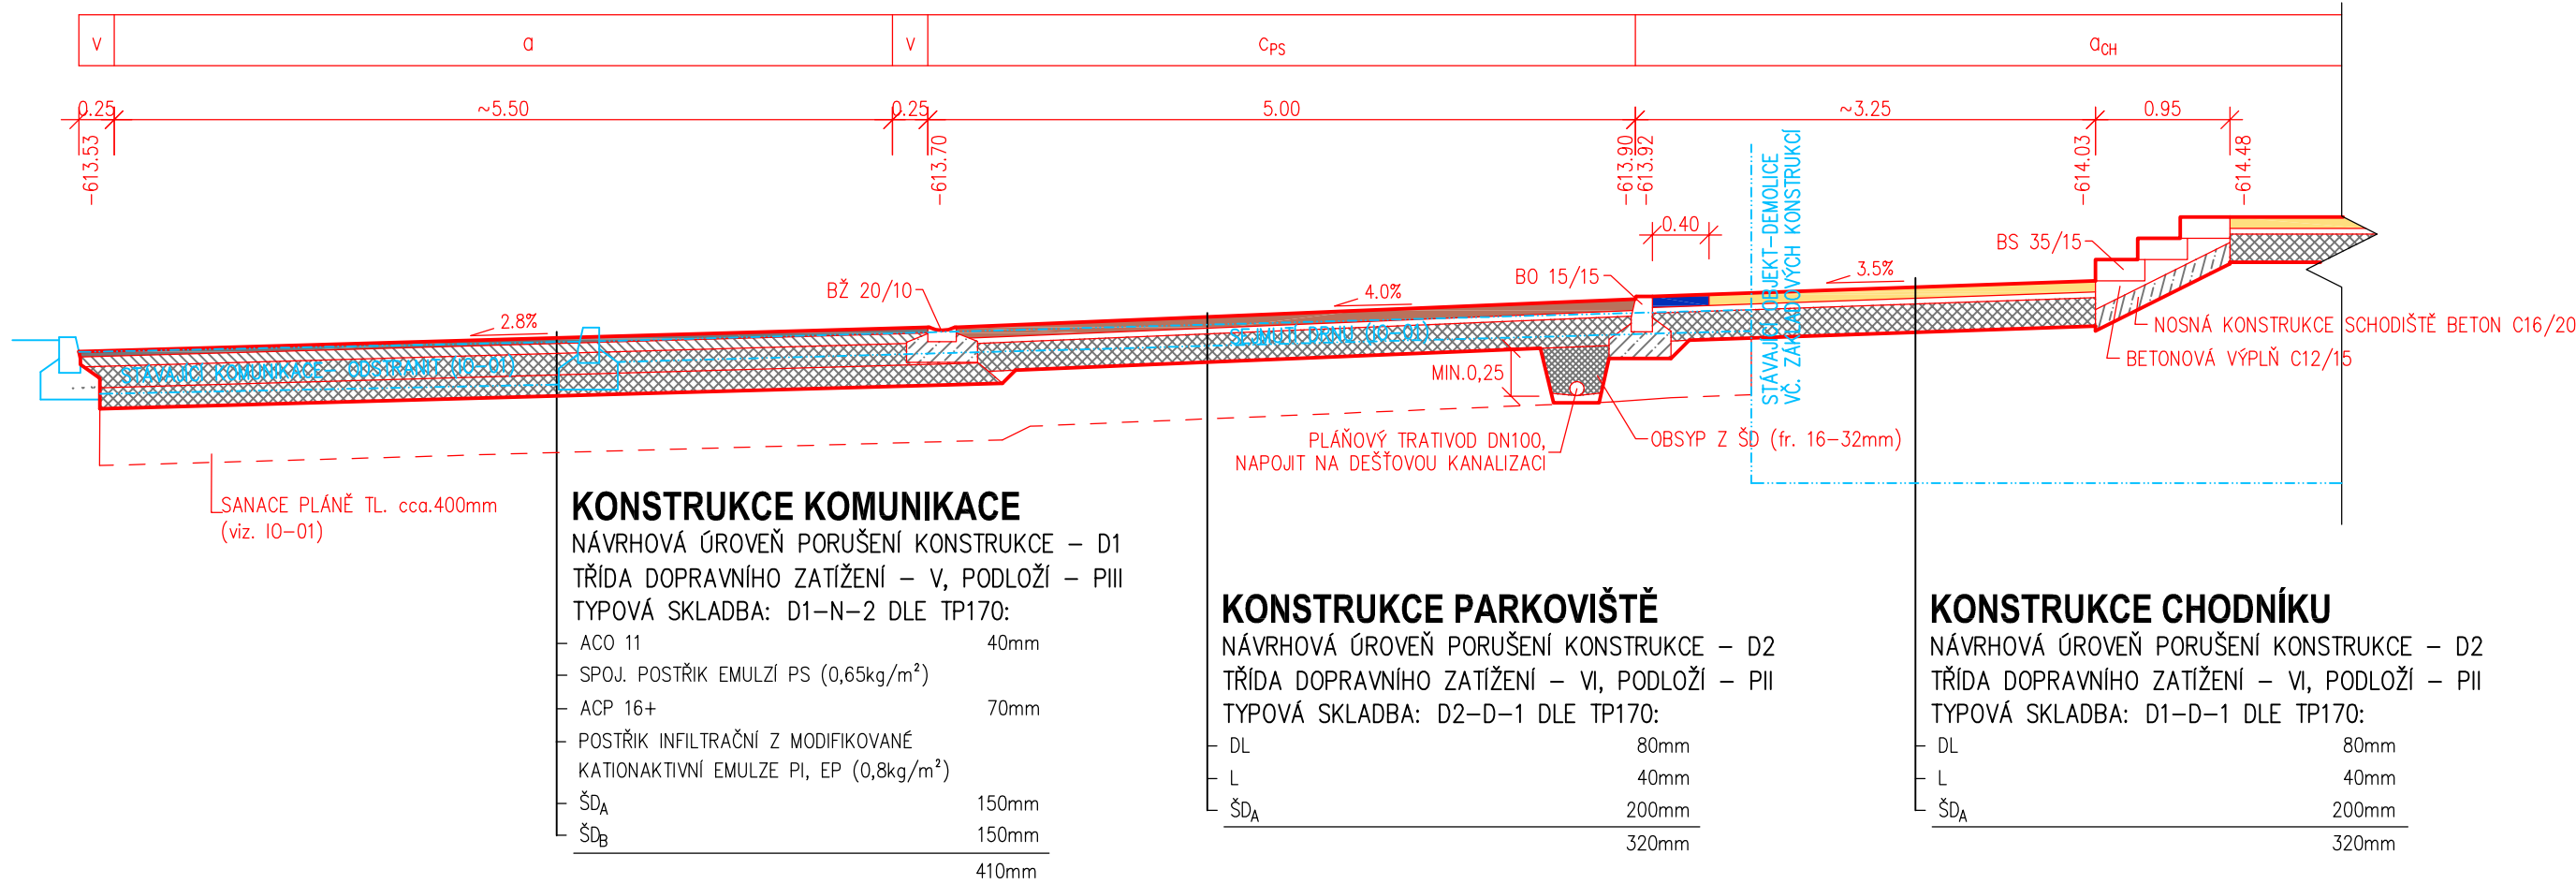 v
a
v
cPS
aCH
0.25
~5.50
0.25
5.00
~3.25
0.95
-613.53
-613.70
-613.90
-613.92
-614.03
-614.48
STÁVAJÍCÍ OBJEKT-DEMOLICE
VČ. ZÁKLADOVÝCH KONSTRUKCÍ
0.40
BS 35/15
BO 15/15
3.5%
BŽ 20/10
4.0%
2.8%
NOSNÁ KONSTRUKCE SCHODIŠTĚ BETON C16/20
SEJMUTÍ DRNU (IO-01)
BETONOVÁ VÝPLŇ C12/15
STÁVAJÍCÍ KOMUNIKACE- ODSTRANIT (IO-01)
MIN.0,25
PLÁŇOVÝ TRATIVOD DN100,
NAPOJIT NA DEŠŤOVOU KANALIZACI
OBSYP Z ŠD (fr. 16-32mm)
SANACE PLÁNĚ TL. cca.400mm
(viz. IO-01)
KONSTRUKCE KOMUNIKACE
NÁVRHOVÁ ÚROVEŇ PORUŠENÍ KONSTRUKCE - D1
TŘÍDA DOPRAVNÍHO ZATÍŽENÍ - V, PODLOŽÍ - PIII
TYPOVÁ SKLADBA: D1-N-2 DLE TP170:
ACO 11 40mm
SPOJ. POSTŘIK EMULZÍ PS (0,65kg/m²)
ACP 16+ 70mm
POSTŘIK INFILTRAČNÍ Z MODIFIKOVANÉ
KATIONAKTIVNÍ EMULZE PI, EP (0,8kg/m²)
ŠDA 150mm
ŠDB 150mm
410mm
KONSTRUKCE PARKOVIŠTĚ
NÁVRHOVÁ ÚROVEŇ PORUŠENÍ KONSTRUKCE - D2
TŘÍDA DOPRAVNÍHO ZATÍŽENÍ - VI, PODLOŽÍ - PII
TYPOVÁ SKLADBA: D2-D-1 DLE TP170:
DL 80mm
L 40mm
ŠDA 200mm
320mm
KONSTRUKCE CHODNÍKU
NÁVRHOVÁ ÚROVEŇ PORUŠENÍ KONSTRUKCE - D2
TŘÍDA DOPRAVNÍHO ZATÍŽENÍ - VI, PODLOŽÍ - PII
TYPOVÁ SKLADBA: D1-D-1 DLE TP170:
DL 80mm
L 40mm
ŠDA 200mm
320mm